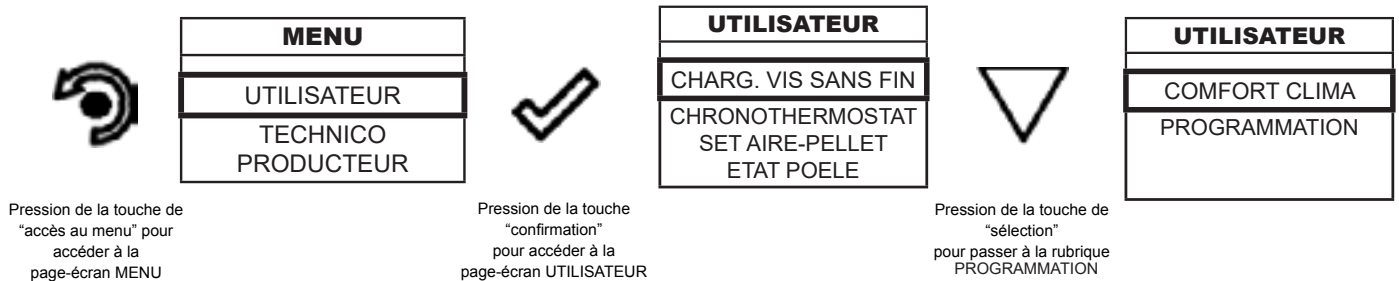 MENU
UTILISATEUR
TECHNICO
PRODUCTEUR
Pression de la touche de
“accès au menu” pour
accéder à la
page-écran MENU
Pression de la touche
“confirmation”
pour accéder à la
page-écran UTILISATEUR
UTILISATEUR
CHARG. VIS SANS FIN
CHRONOTHERMOSTAT
SET AIRE-PELLET
ETAT POELE
Pression de la touche de
“sélection”
pour passer à la rubrique
PROGRAMMATION
UTILISATEUR
COMFORT CLIMA
PROGRAMMATION